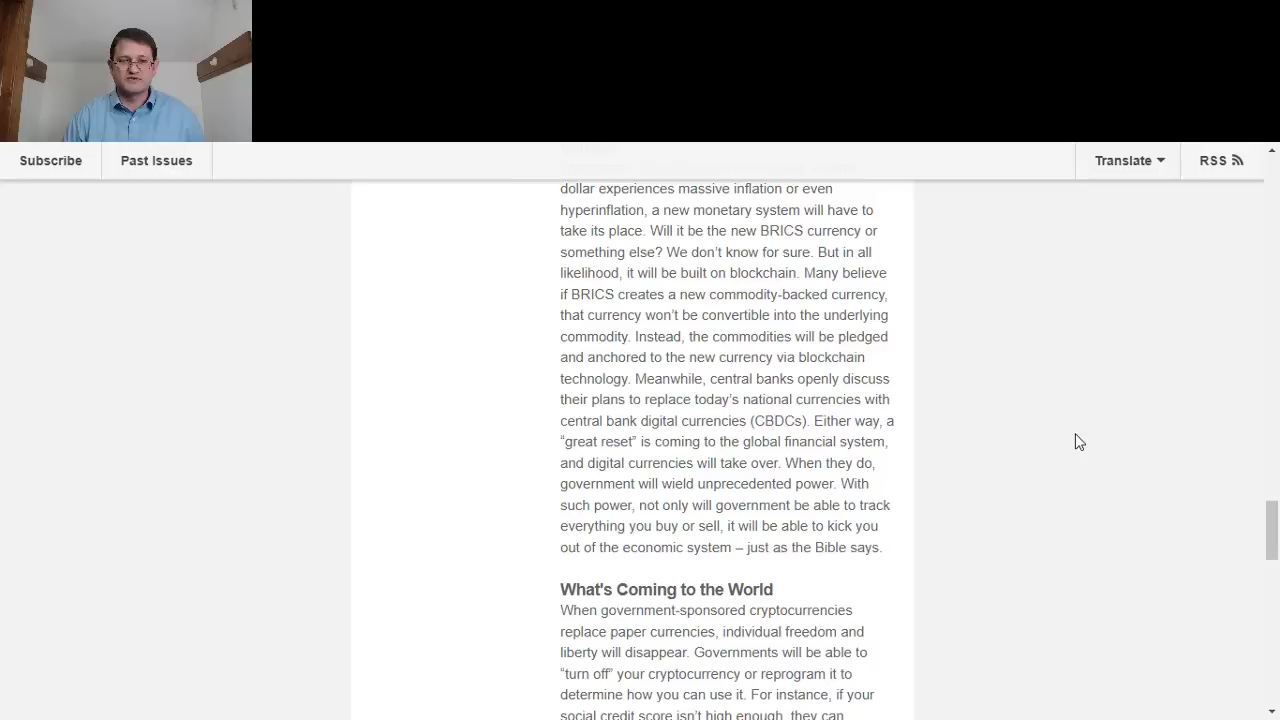 Subscribe
Past Issues
Translate
RSS
dollar experiences massive inflation or even
hyperinflation, a new monetary system will have to
take its place. Will it be the new BRICS currency or
something else? We don’t know for sure. But in all
likelihood, it will be built on blockchain. Many believe
if BRICS creates a new commodity-backed currency,
that currency won’t be convertible into the underlying
commodity. Instead, the commodities will be pledged
and anchored to the new currency via blockchain
technology. Meanwhile, central banks openly discuss
their plans to replace today’s national currencies with
central bank digital currencies (CBDCs). Either way, a
“great reset” is coming to the global financial system,
and digital currencies will take over. When they do,
government will wield unprecedented power. With
such power, not only will government be able to track
everything you buy or sell, it will be able to kick you
out of the economic system – just as the Bible says.
What's Coming to the World
When government-sponsored cryptocurrencies
replace paper currencies, individual freedom and
liberty will disappear. Governments will be able to
“turn off” your cryptocurrency or reprogram it to
determine how you can use it. For instance, if your
social credit score isn’t high enough, they can